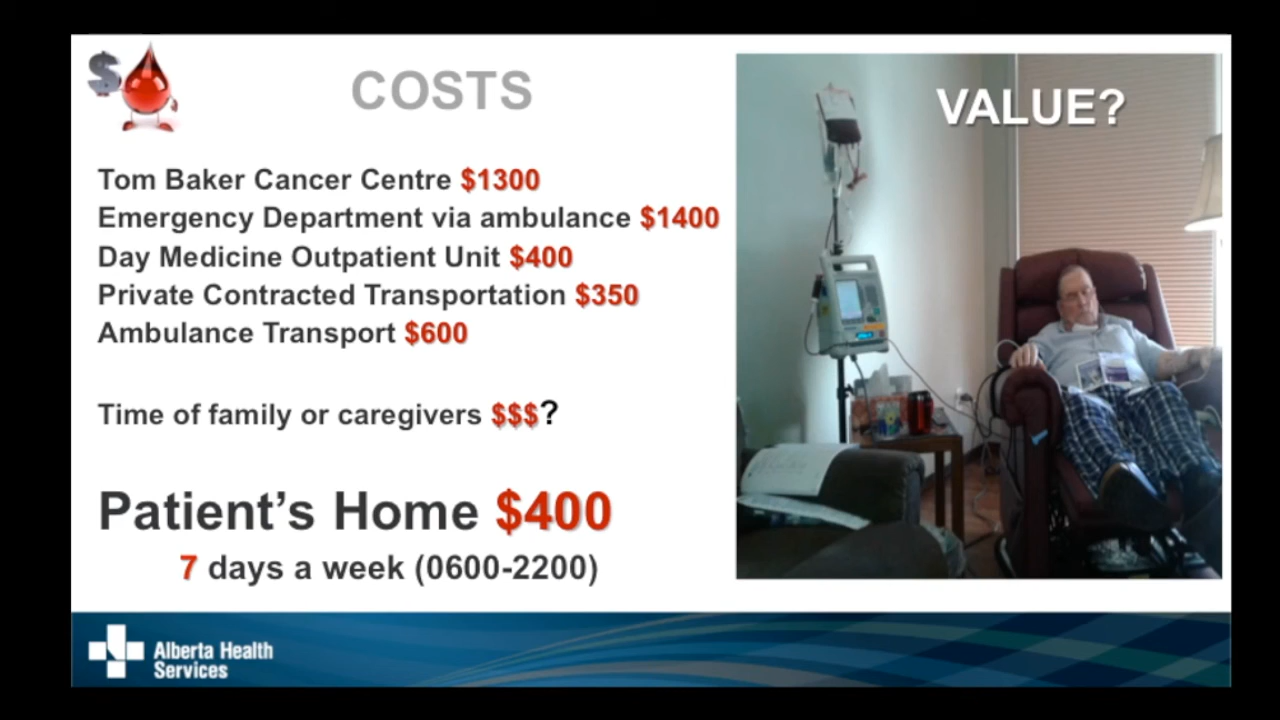 COSTS
VALUE?
Tom Baker Cancer Centre $1300
Emergency Department via ambulance $1400
Day Medicine Outpatient Unit $400
Private Contracted Transportation $350
Ambulance Transport $600
Time of family or caregivers $$$?
Patient’s Home $400
7 days a week (0600-2200)
Alberta Health
Services